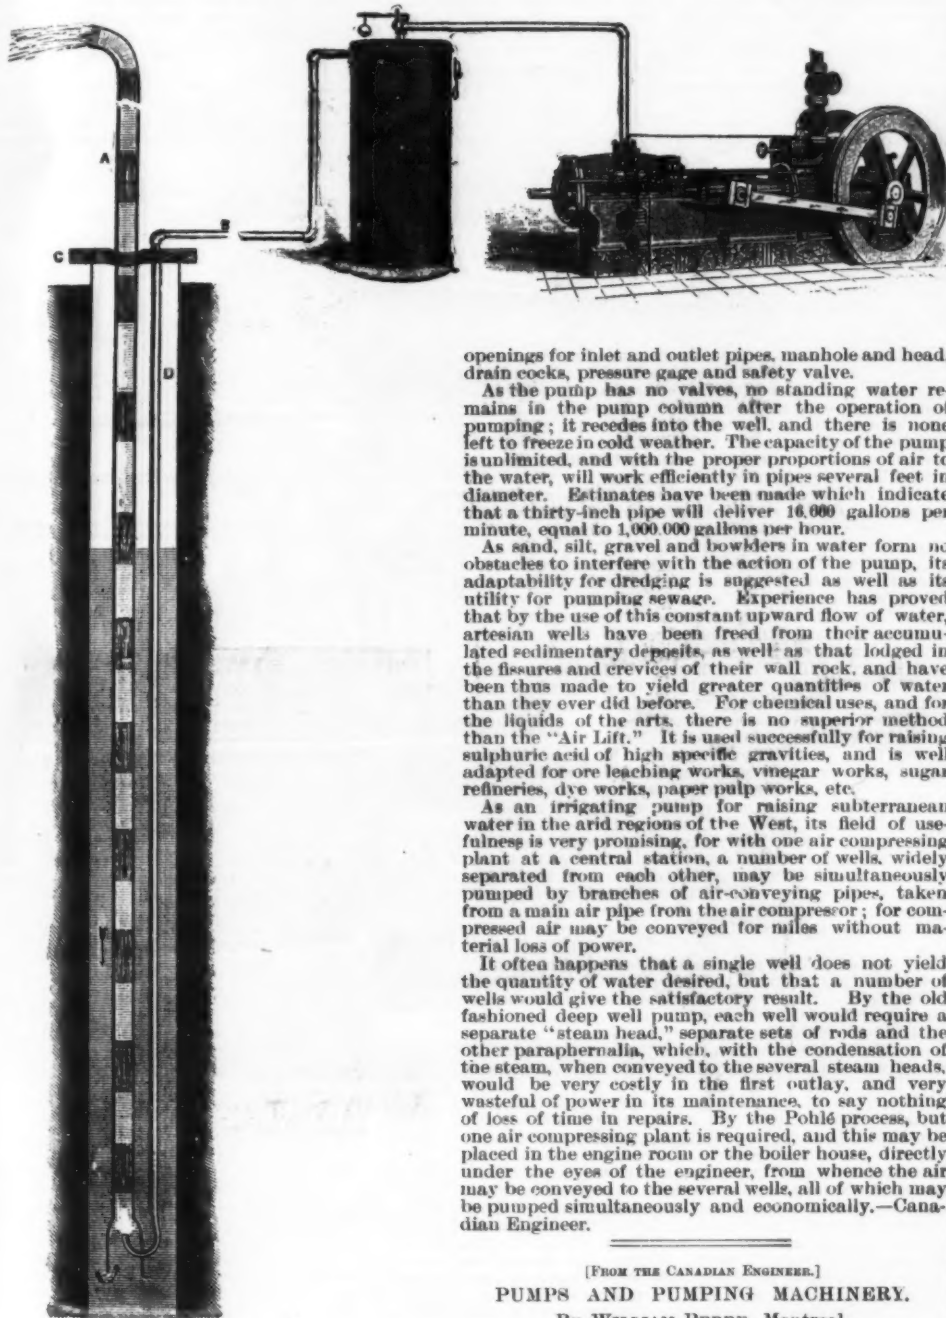 A
B
C
D
openings for inlet and outlet pipes, manhole and head
drain cocks, pressure gage and safety valve.
As the pump has no valves, no standing water re-
mains in the pump column after the operation of
pumping; it recedes into the well, and there is none
left to freeze in cold weather. The capacity of the pump
is unlimited, and with the proper proportions of air to
the water, will work efficiently in pipes several feet in
diameter. Estimates have been made which indicate
that a thirty-inch pipe will deliver 16,000 gallons per
minute, equal to 1,000.000 gallons per hour.
As sand, silt, gravel and bowlders in water form no
obstacles to interfere with the action of the pump, its
adaptability for dredging is suggested as well as its
utility for pumping sewage. Experience has proved
that by the use of this constant upward flow of water,
artesian wells have been freed from their accumu-
lated sedimentary deposits, as well as that lodged in
the fissures and crevices of their wall rock, and have
been thus made to yield greater quantities of water
than they ever did before. For chemical uses, and for
the liquids of the arts, there is no superior method
than the "Air Lift." It is used successfully for raising
sulphuric acid of high specific gravities, and is well
adapted for ore leaching works, vinegar works, sugar
refineries, dye works, paper pulp works, etc.
As an irrigating pump for raising subterranean
water in the arid regions of the West, its field of use-
fulness is very promising, for with one air compressing
plant at a central station, a number of wells, widely
separated from each other, may be simultaneously
pumped by branches of air-conveying pipes, taken
from a main air pipe from the air compressor; for com-
pressed air may be conveyed for miles without ma-
terial loss of power.
It often happens that a single well does not yield
the quantity of water desired, but that a number of
wells would give the satisfactory result. By the old
fashioned deep well pump, each well would require a
separate "steam head," separate sets of rods and the
other paraphernalia, which, with the condensation of
the steam, when conveyed to the several steam heads,
would be very costly in the first outlay, and very
wasteful of power in its maintenance, to say nothing
of loss of time in repairs. By the Pohlé process, but
one air compressing plant is required, and this may be
placed in the engine room or the boiler house, directly
under the eyes of the engineer, from whence the air
may be conveyed to the several wells, all of which may
be pumped simultaneously and economically.—Cana-
dian Engineer.
[FROM THE CANADIAN ENGINEER.]
PUMPS AND PUMPING MACHINERY.